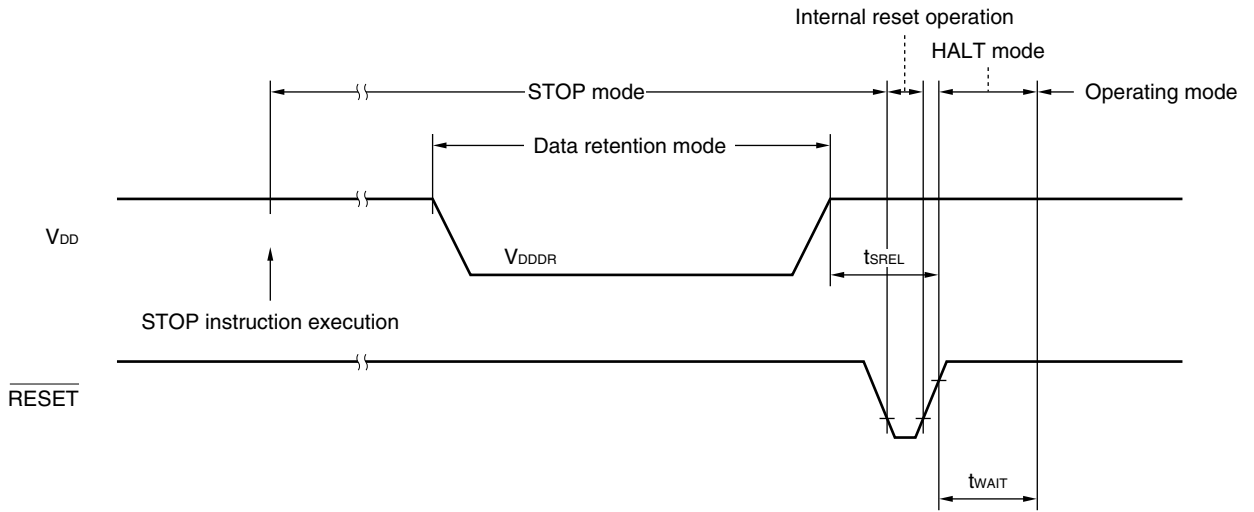 Internal reset operation
HALT mode
STOP mode
Operating mode
Data retention mode
VDD
VDDDR
tSREL
STOP instruction execution
RESET
tWAIT